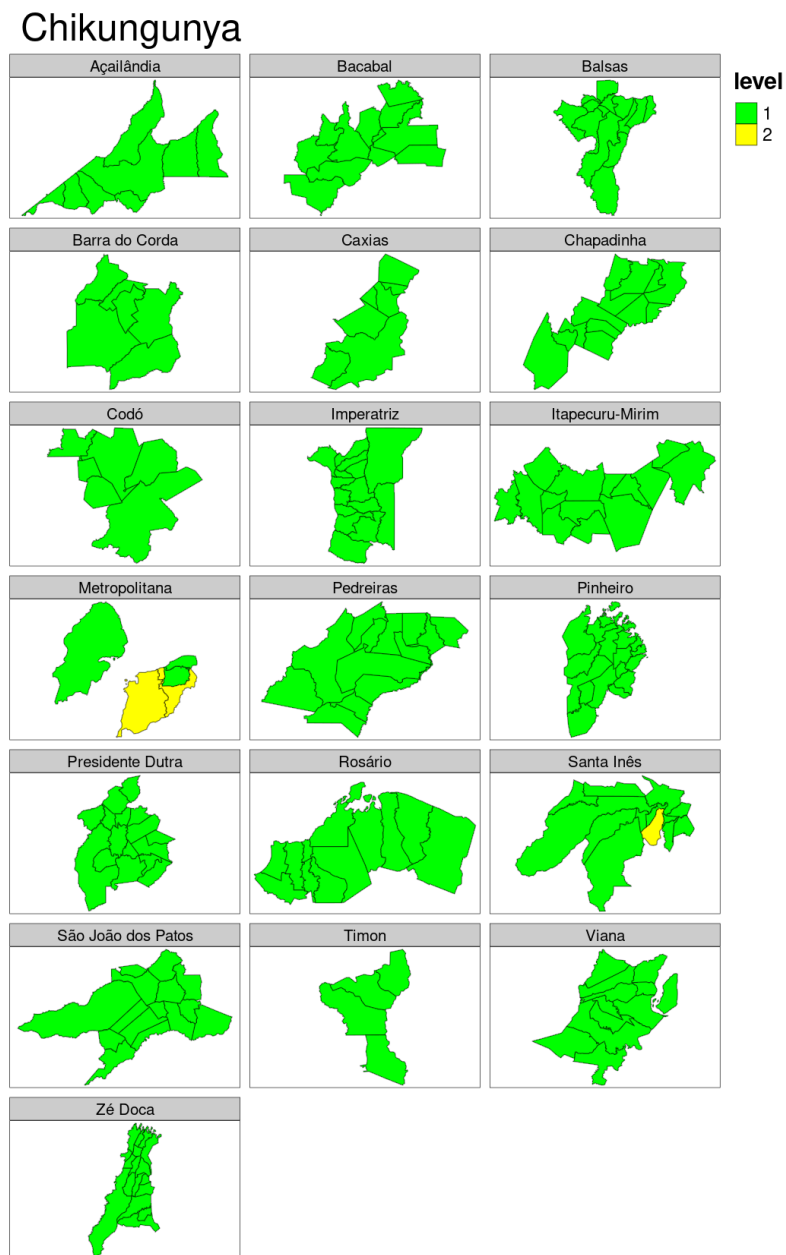 Chikungunya
Açailândia
Bacabal
Balsas
level
1
2
Barra do Corda
Caxias
Chapadinha
Codó
Imperatriz
Itapecuru-Mirim
Metropolitana
Pedreiras
Pinheiro
Presidente Dutra
Rosário
Santa Inês
São João dos Patos
Timon
Viana
Zé Doca